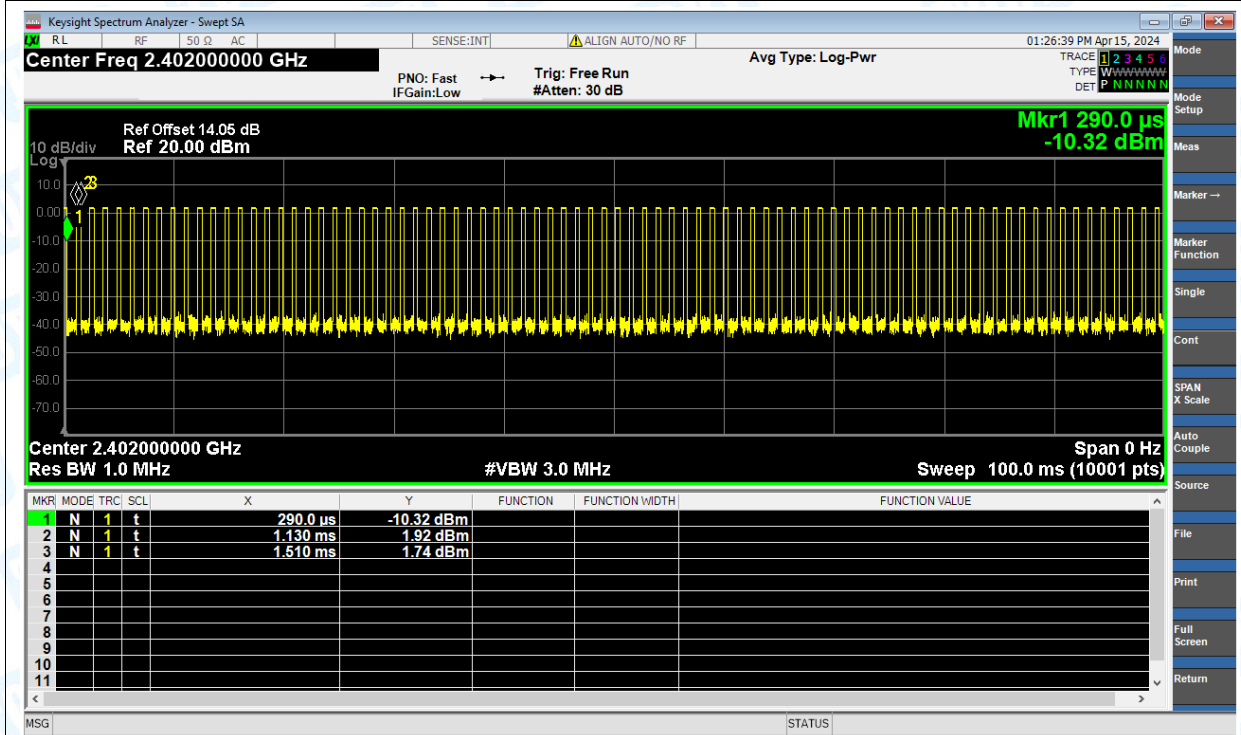 Keysight Spectrum Analyzer - Swept SA
LXI RL RF 50 Ω AC SENSE:INT ALIGN AUTO/NO RF 01:26:39 PM Apr 15, 2024
Center Freq 2.402000000 GHz Avg Type: Log-Pwr TRACE 1 2 3 4 5 6
PNO: Fast Trig: Free Run TYPE WWWWWW
IFGain:Low #Atten: 30 dB DET P N N N N N
Ref Offset 14.05 dB Mkr1 290.0 µs
10 dB/div Ref 20.00 dBm -10.32 dBm
Log
10.0
0.00
-10.0
-20.0
-30.0
-40.0
-50.0
-60.0
-70.0
1 2 3
Center 2.402000000 GHz Span 0 Hz
Res BW 1.0 MHz #VBW 3.0 MHz Sweep 100.0 ms (10001 pts)
MKR MODE TRC SCL X Y FUNCTION FUNCTION WIDTH FUNCTION VALUE
1 N 1 t 290.0 µs -10.32 dBm
2 N 1 t 1.130 ms 1.92 dBm
3 N 1 t 1.510 ms 1.74 dBm
4
5
6
7
8
9
10
11
MSG STATUS
Mode
Mode
Setup
Meas
Marker →
Marker
Function
Single
Cont
SPAN
X Scale
Auto
Couple
Source
File
Print
Full
Screen
Return